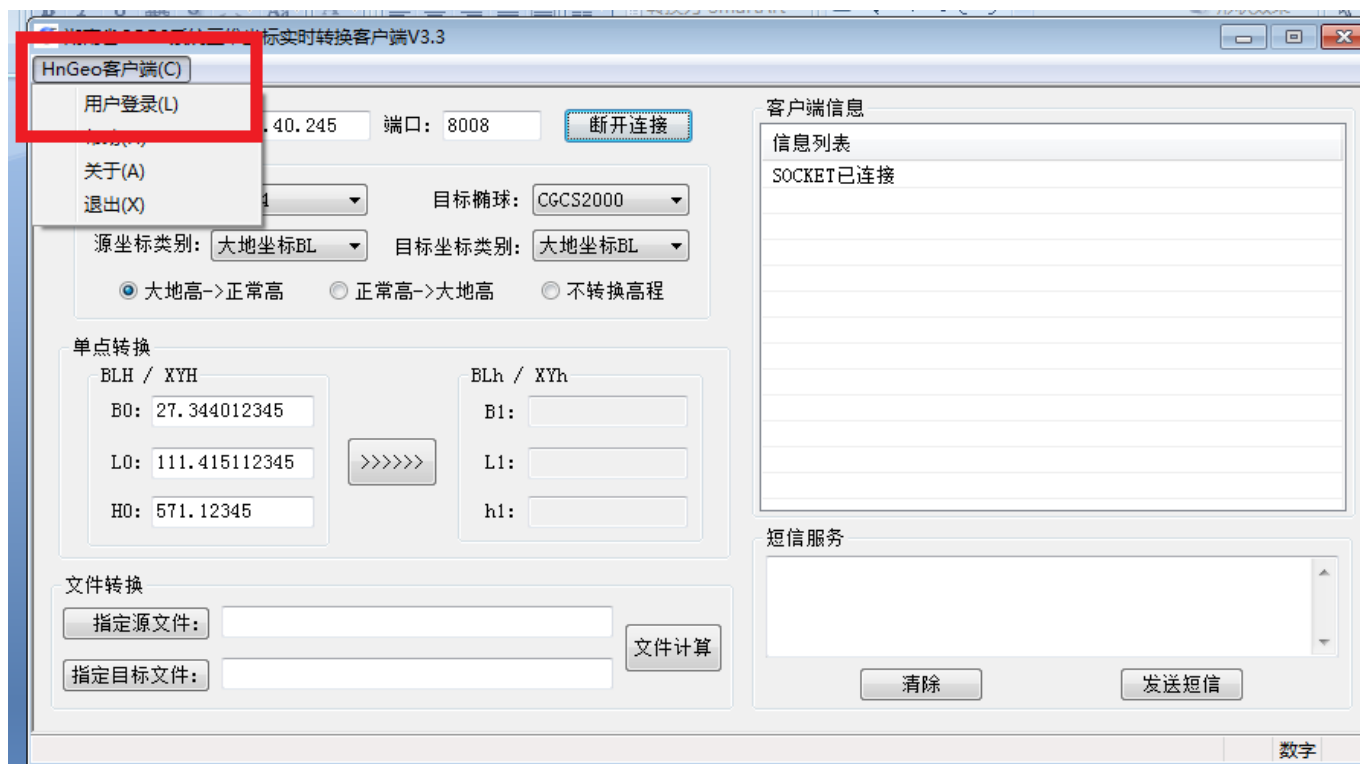 坐标实时转换客户端V3.3
HnGeo客户端(C)
用户登录(L)
关于(A)
退出(X)
.40.245 端口: 8008 断开连接
目标椭球: CGCS2000
源坐标类别: 大地坐标BL 目标坐标类别: 大地坐标BL
大地高->正常高 正常高->大地高 不转换高程
单点转换
BLH / XYH BLh / XYh
B0: 27.344012345 B1:
L0: 111.415112345 >>>>>> L1:
H0: 571.12345 h1:
文件转换
指定源文件:
文件计算
指定目标文件:
客户端信息
信息列表
SOCKET已连接
短信服务
清除 发送短信
数字